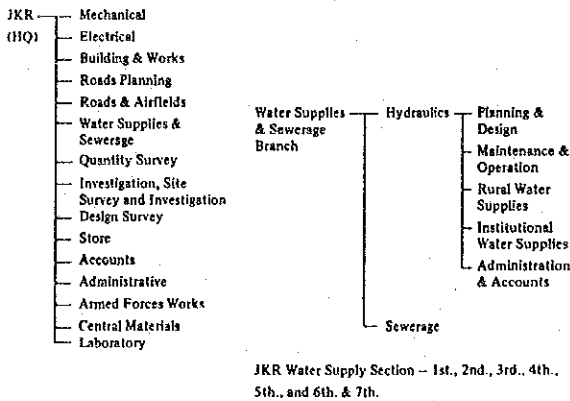 JKR Mechanical
(HQ) Electrical
Building & Works
Roads Planning
Roads & Airfields
Water Supplies &
Sewerage
Quantity Survey
Investigation, Site
Survey and Investigation
Design Survey
Store
Accounts
Administrative
Armed Forces Works
Central Materials
Laboratory
Water Supplies
& Sewerage
Branch
Hydraulics
Planning &
Design
Maintenance &
Operation
Rural Water
Supplies
Institutional
Water Supplies
Administration
& Accounts
Sewerage
JKR Water Supply Section – 1st., 2nd., 3rd., 4th.,
5th., and 6th. & 7th.